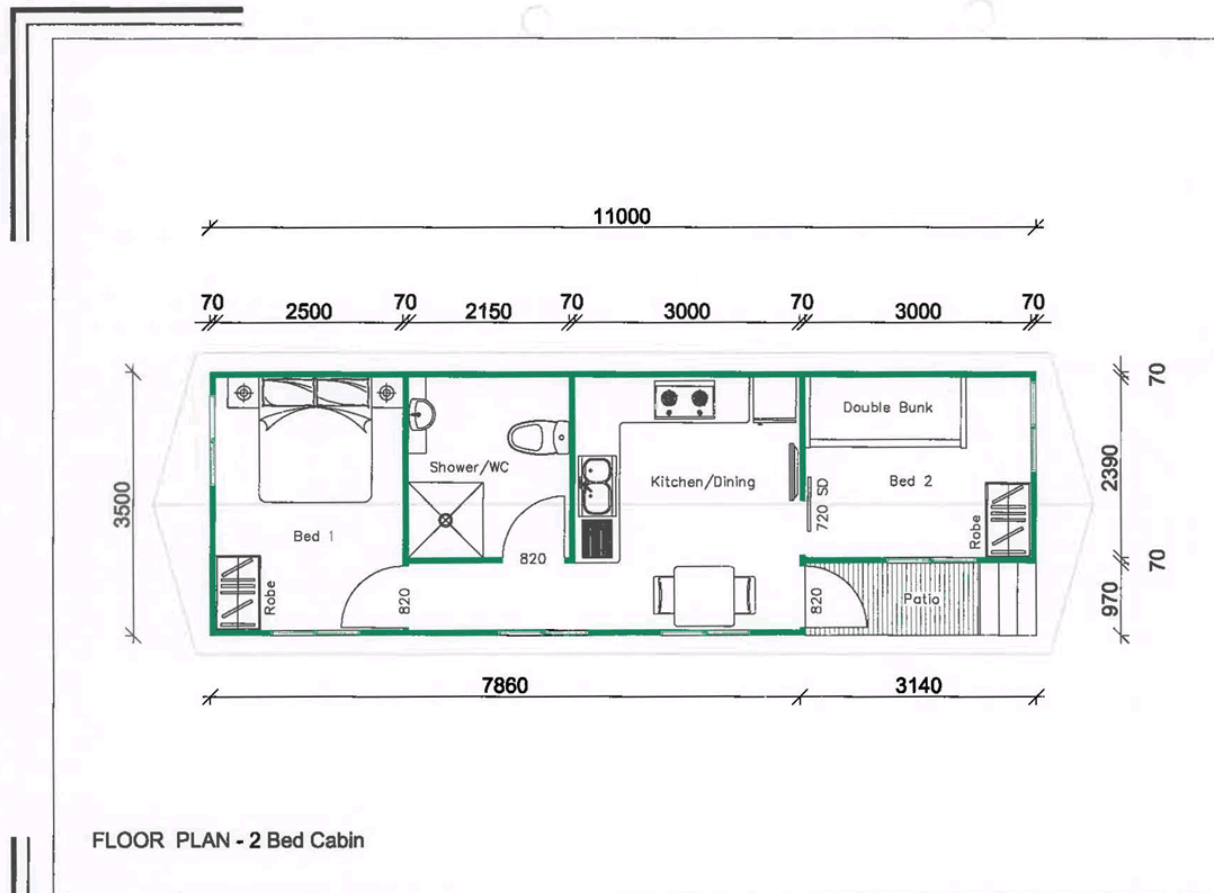 11000
70 2500 70 2150 70 3000 70 3000 70
70
3500
2390
70
970
Double Bunk
Shower/WC
Kitchen/Dining
Bed 2
720 SD
Bed 1
Robe
Robe
820
820
820
Patio
7860
3140
FLOOR PLAN - 2 Bed Cabin